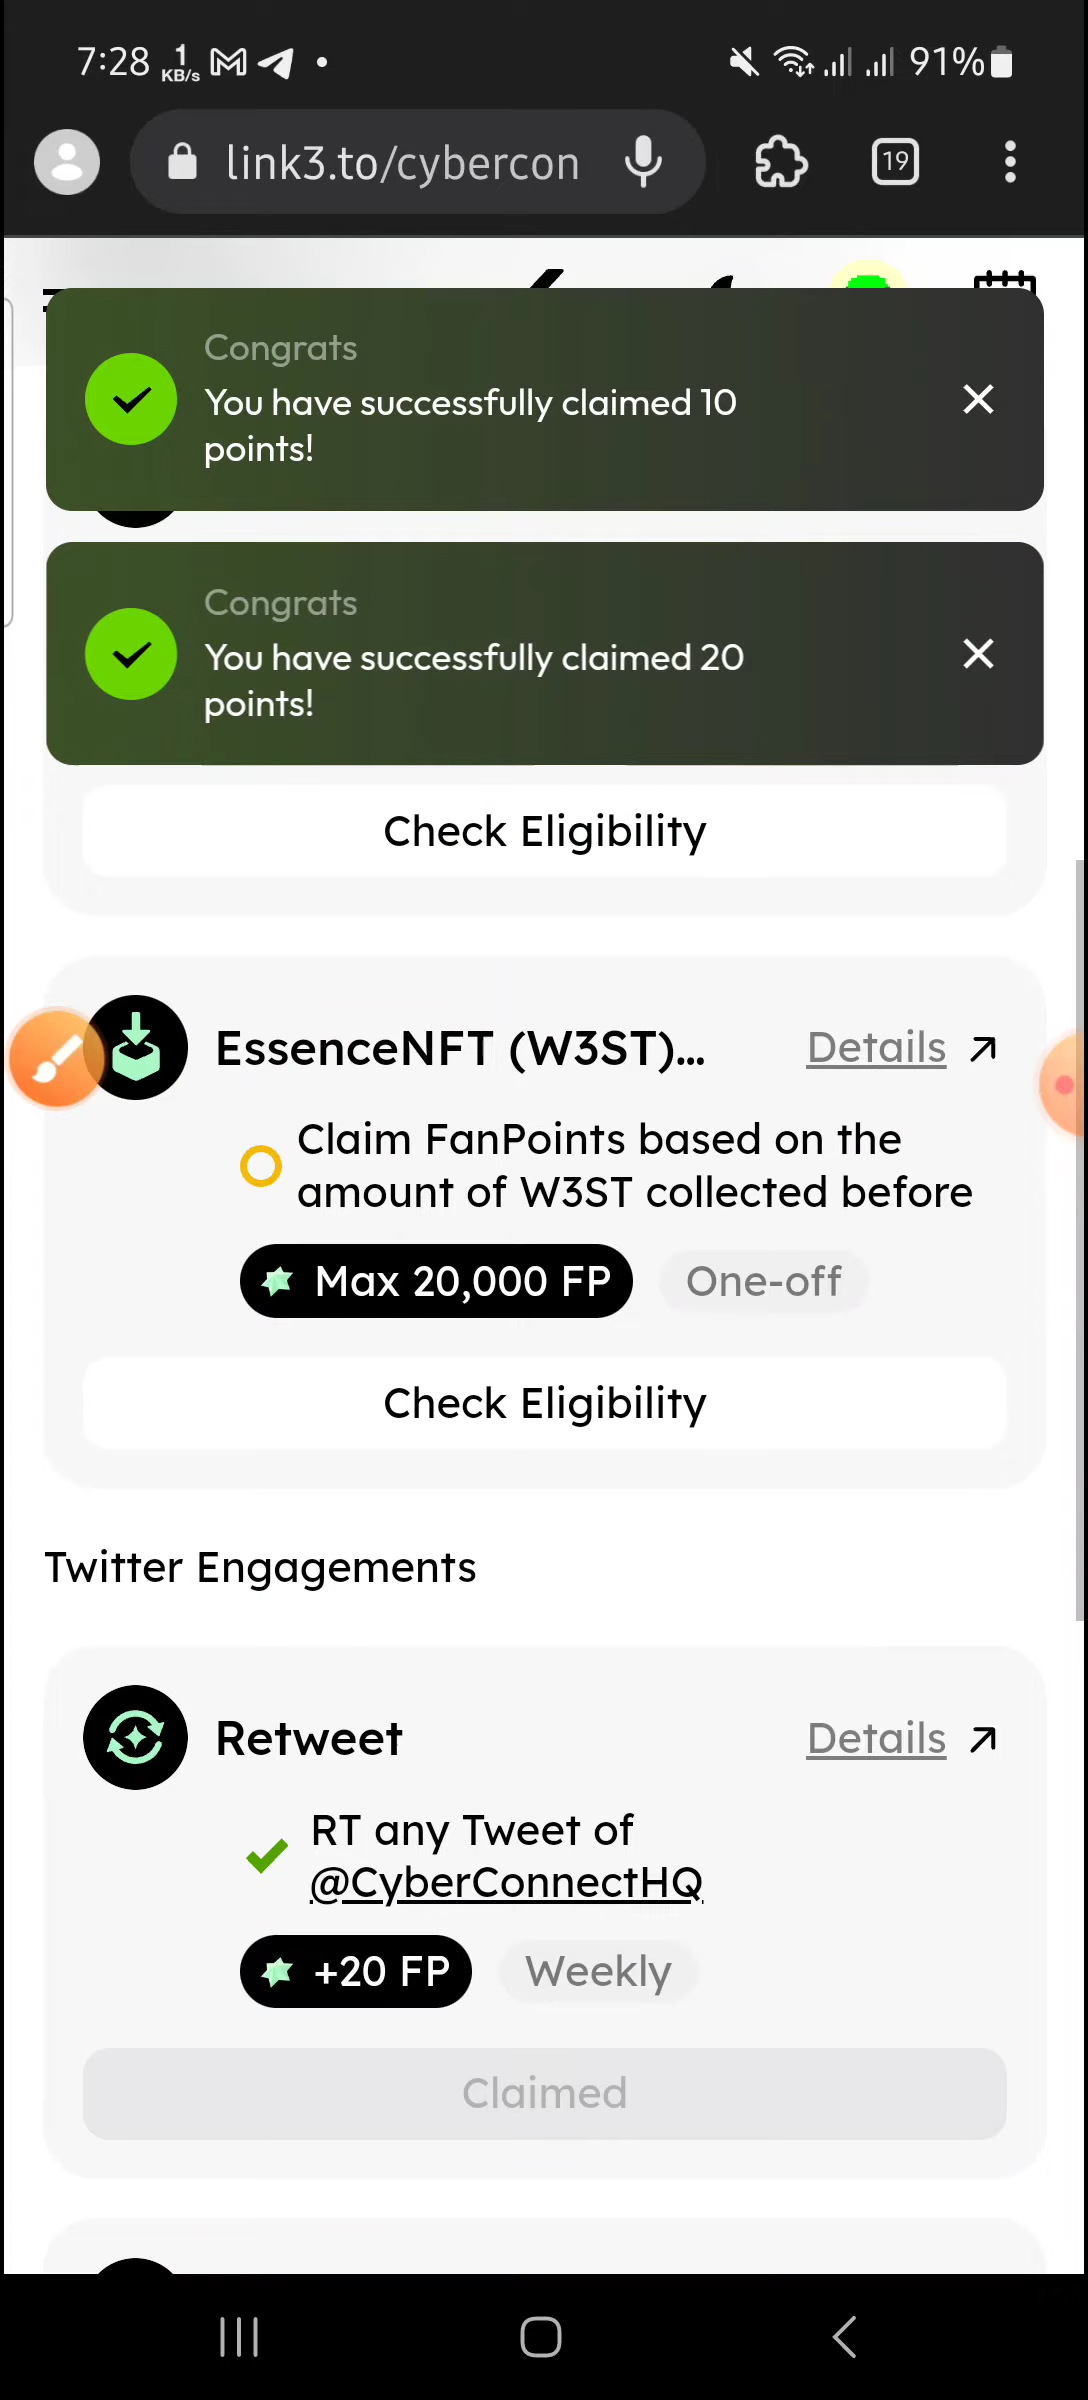 7:28 1 KB/s 91%
link3.to/cybercon 19
Congrats
You have successfully claimed 10
points!
Congrats
You have successfully claimed 20
points!
Check Eligibility
EssenceNFT (W3ST)... Details
Claim FanPoints based on the
amount of W3ST collected before
Max 20,000 FP One-off
Check Eligibility
Twitter Engagements
Retweet Details
RT any Tweet of
@CyberConnectHQ
+20 FP Weekly
Claimed